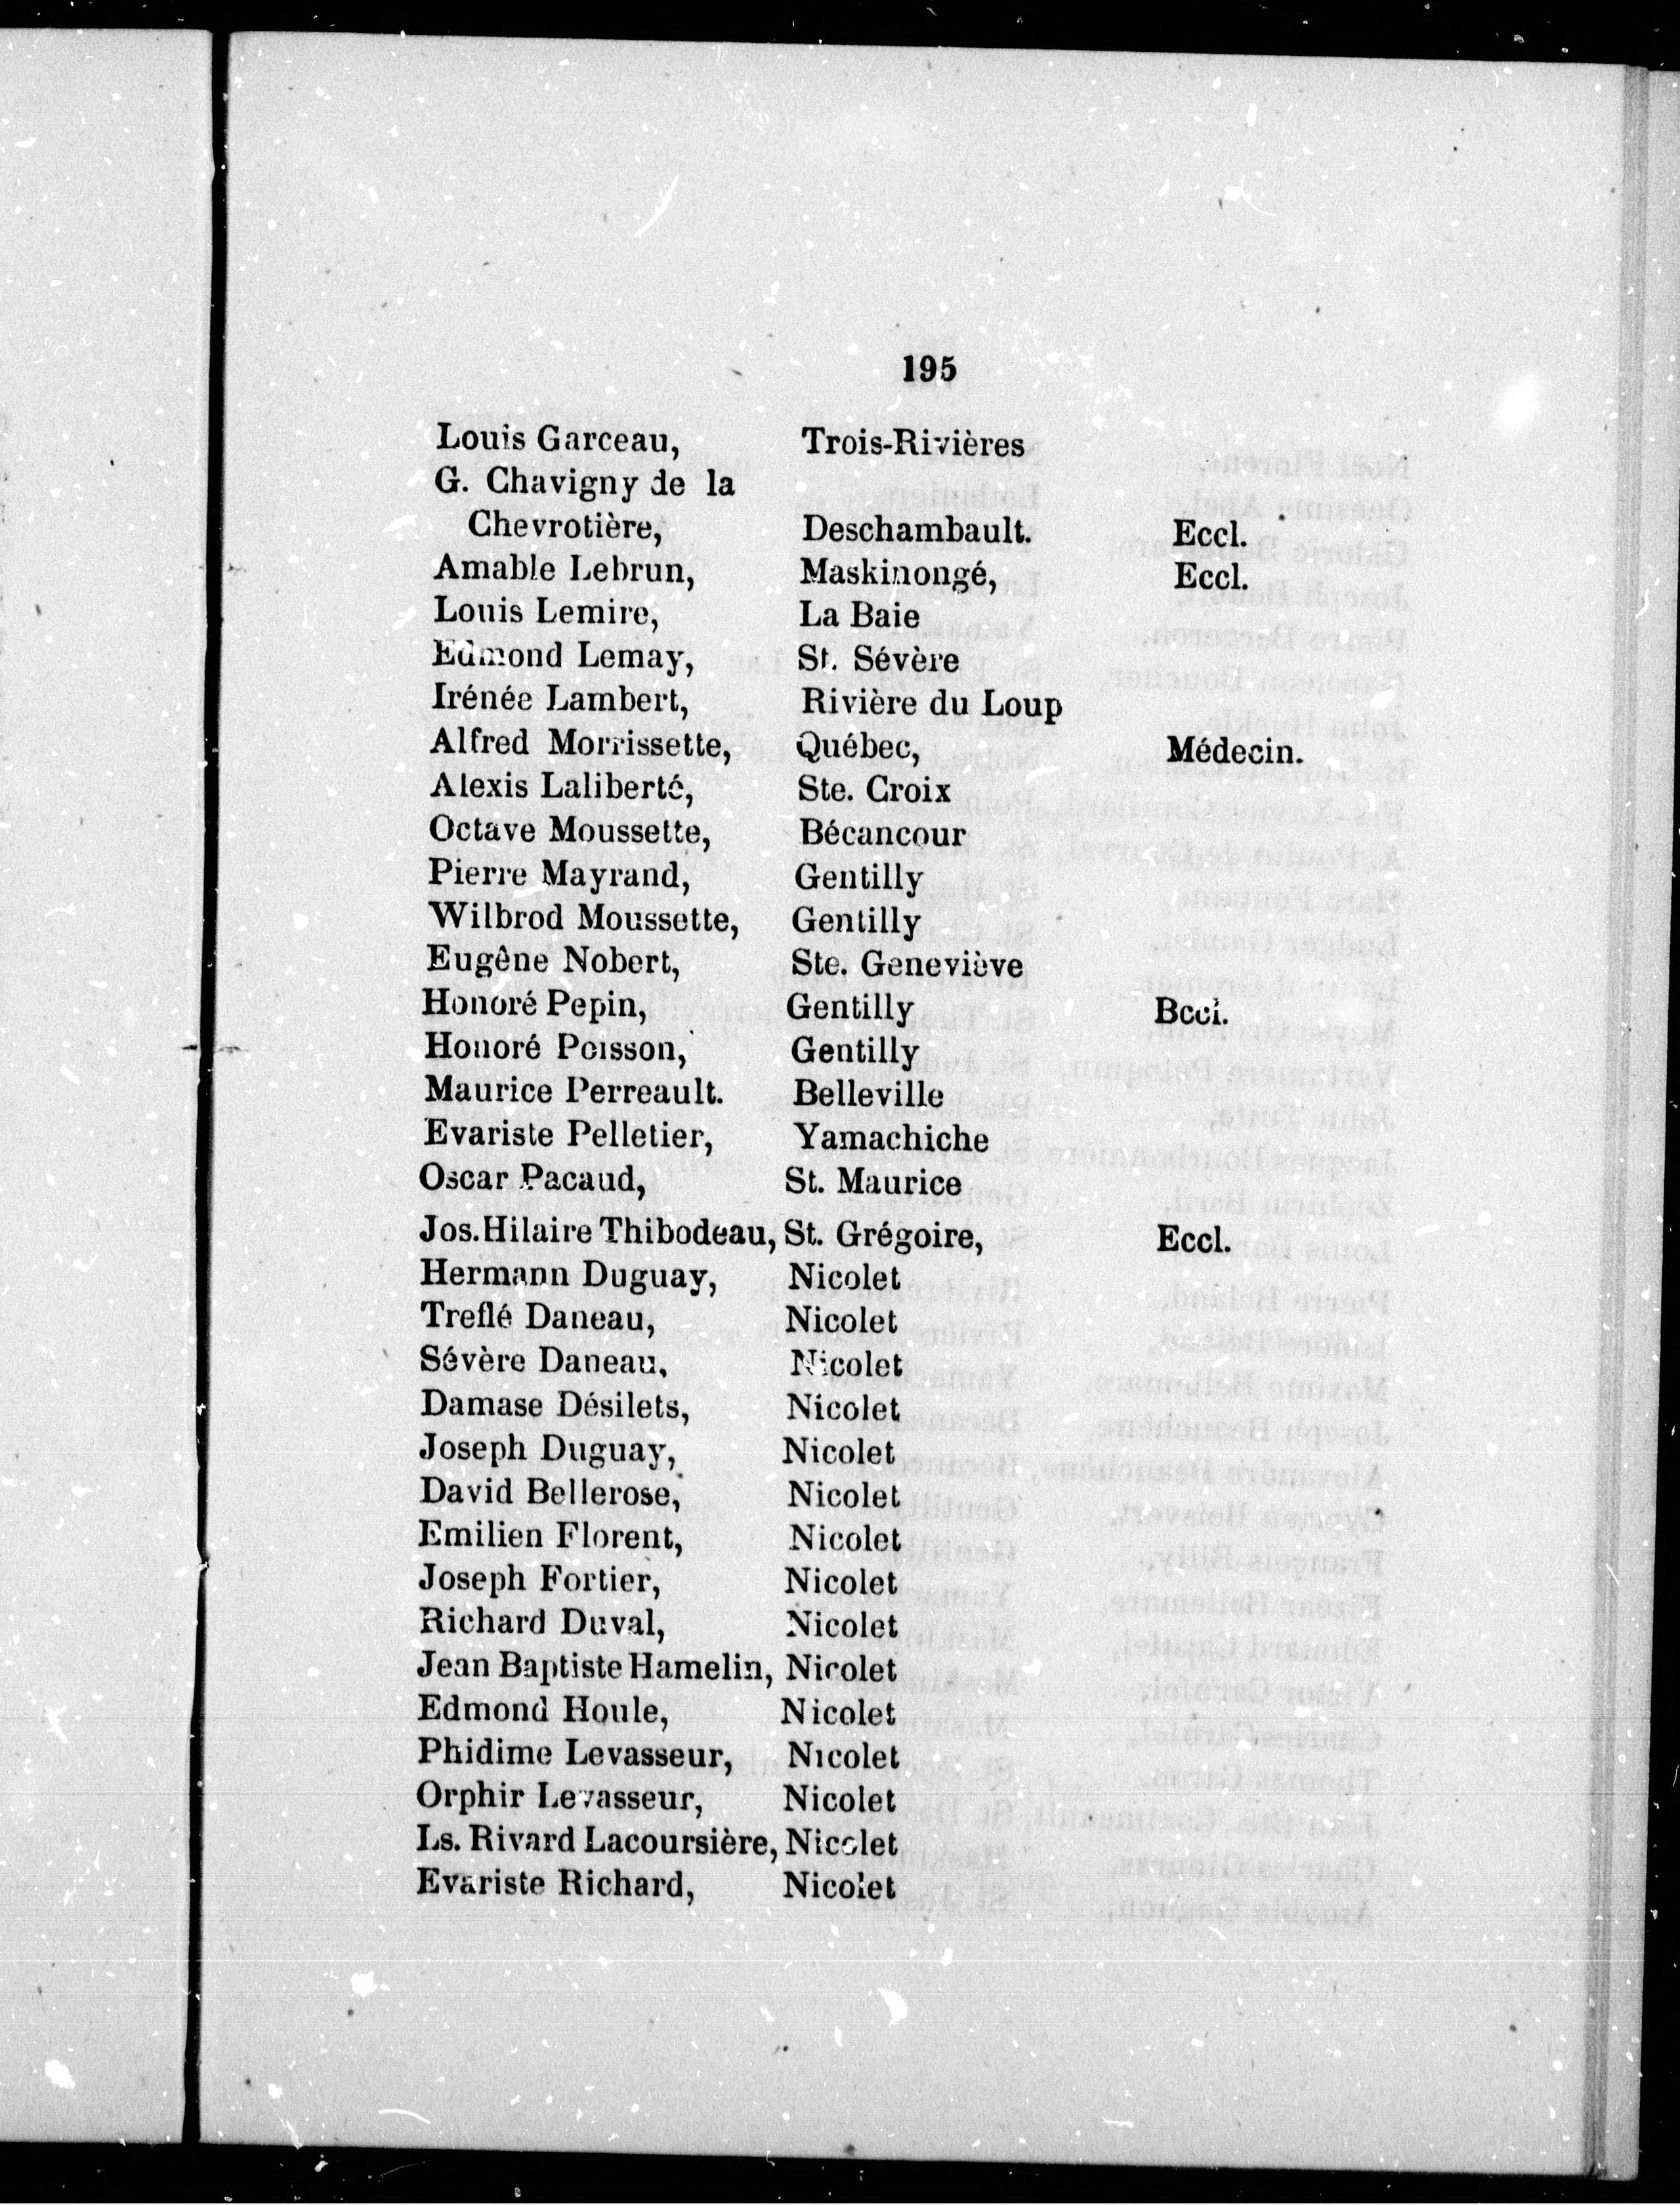 195
Louis Garceau, Trois-Rivières
G. Chavigny de la
Chevrotière, Deschambault. Eccl.
Amable Lebrun, Maskinongé, Eccl.
Louis Lemire, La Baie
Edmond Lemay, St. Sévère
Irénée Lambert, Rivière du Loup
Alfred Morrissette, Québec, Médecin.
Alexis Laliberté, Ste. Croix
Octave Moussette, Bécancour
Pierre Mayrand, Gentilly
Wilbrod Moussette, Gentilly
Eugêne Nobert, Ste. Geneviève
Honoré Pepin, Gentilly Bccl.
Honoré Poisson, Gentilly
Maurice Perreault. Belleville
Evariste Pelletier, Yamachiche
Oscar Pacaud, St. Maurice
Jos. Hilaire Thibodeau, St. Grégoire, Eccl.
Hermann Duguay, Nicolet
Treflé Daneau, Nicolet
Sévère Daneau, Nicolet
Damase Désilets, Nicolet
Joseph Duguay, Nicolet
David Bellerose, Nicolet
Emilien Florent, Nicolet
Joseph Fortier, Nicolet
Richard Duval, Nicolet
Jean Baptiste Hamelin, Nicolet
Edmond Houle, Nicolet
Phidime Levasseur, Nicolet
Orphir Levasseur, Nicolet
Ls. Rivard Lacoursière, Nicolet
Evariste Richard, Nicolet